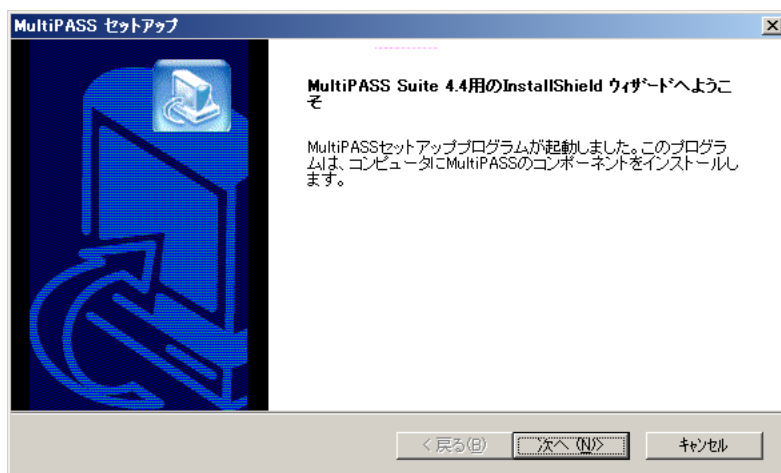 MultiPASS セットアップ
MultiPASS Suite 4.4用のInstallShield ウィザードへようこ
そ
MultiPASSセットアッププログラムが起動しました。このプログラ
ムは、コンピュータにMultiPASSのコンポーネントをインストールし
ます。
< 戻る(B)
次へ (N)>
キャンセル